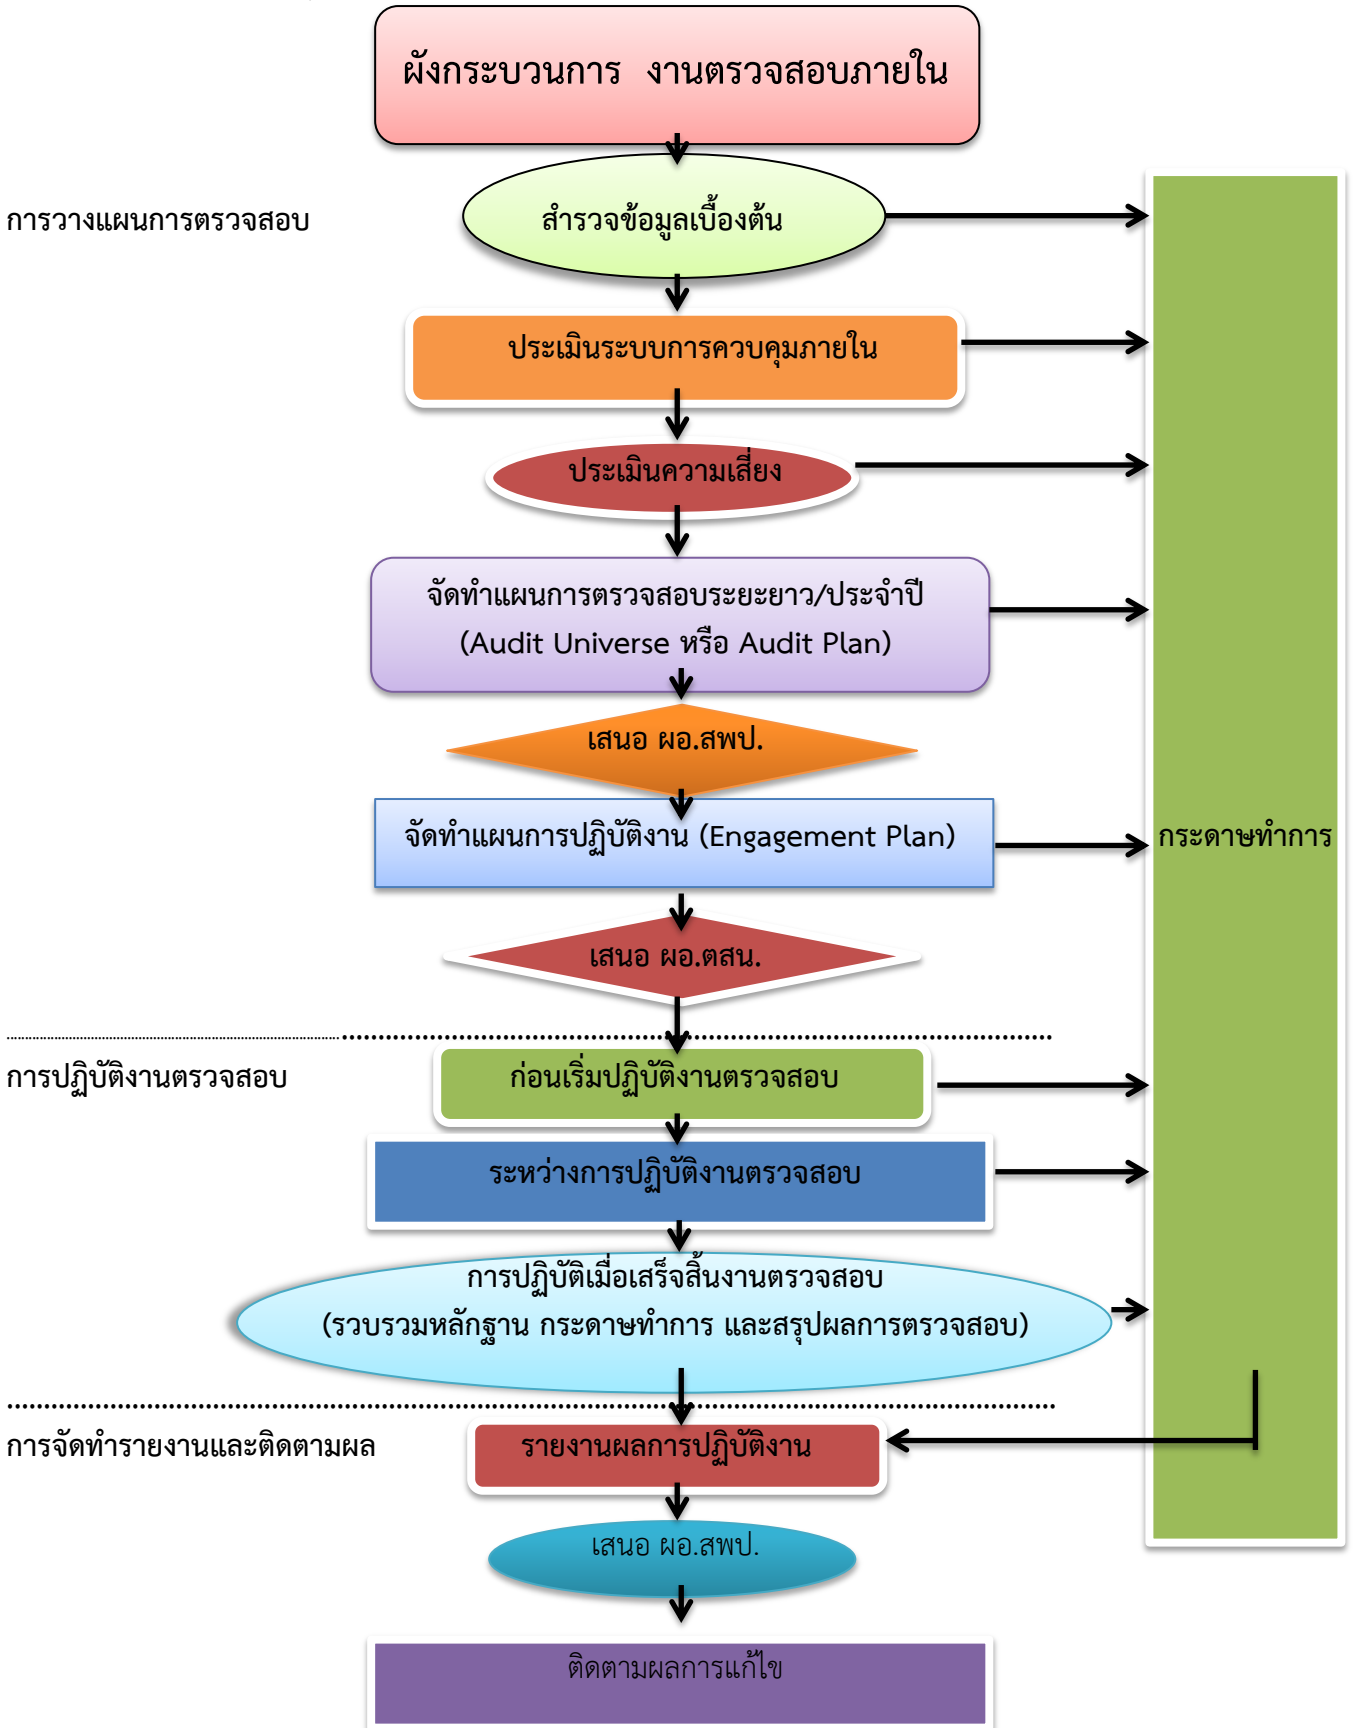 ผังกระบวนการ งานตรวจสอบภายใน
การวางแผนการตรวจสอบ
สำรวจข้อมูลเบื้องต้น
ประเมินระบบการควบคุมภายใน
ประเมินความเสี่ยง
จัดทำแผนการตรวจสอบระยะยาว/ประจำปี
(Audit Universe หรือ Audit Plan)
เสนอ ผอ.สพป.
จัดทำแผนการปฏิบัติงาน (Engagement Plan)
กระดาษทำการ
เสนอ ผอ.ตสน.
การปฏิบัติงานตรวจสอบ
ก่อนเริ่มปฏิบัติงานตรวจสอบ
ระหว่างการปฏิบัติงานตรวจสอบ
การปฏิบัติเมื่อเสร็จสิ้นงานตรวจสอบ
(รวบรวมหลักฐาน กระดาษทำการ และสรุปผลการตรวจสอบ)
การจัดทำรายงานและติดตามผล
รายงานผลการปฏิบัติงาน
เสนอ ผอ.สพป.
ติดตามผลการแก้ไข